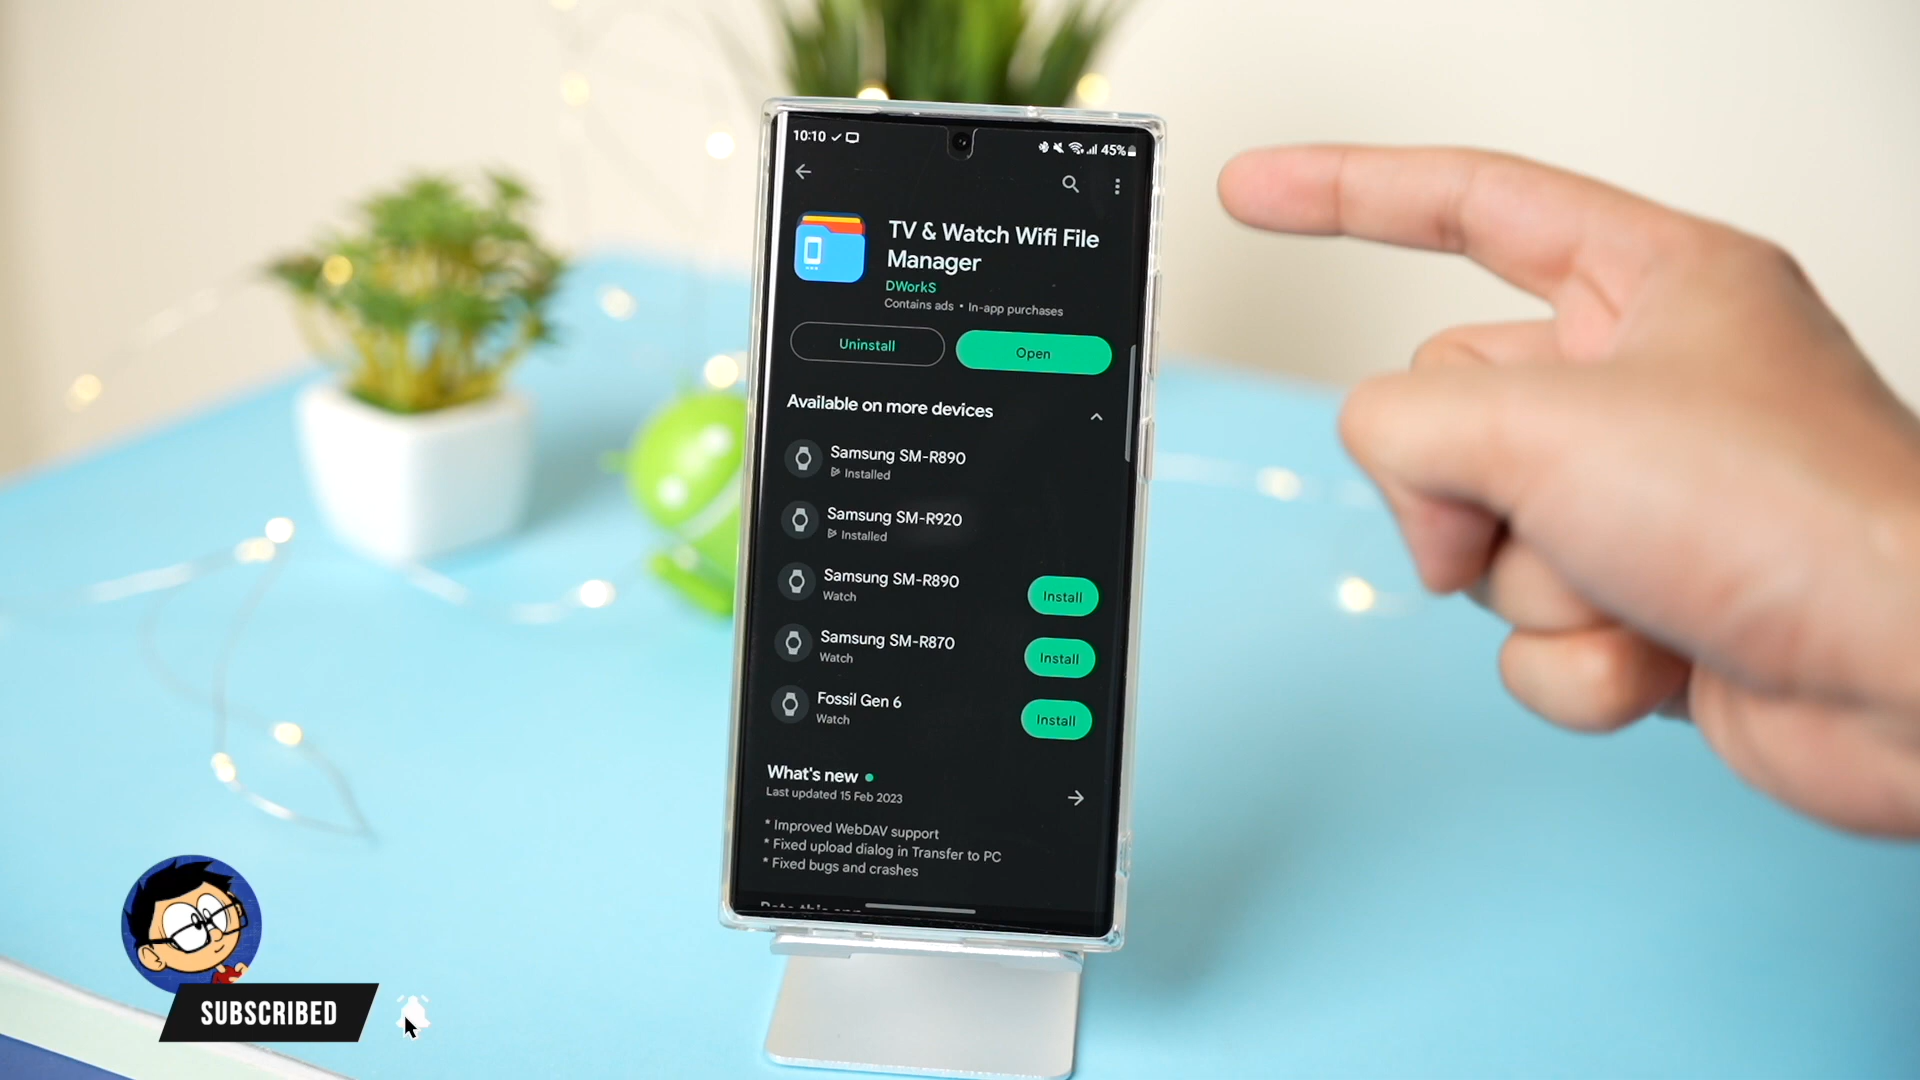 10:10
45%
TV & Watch Wifi File
Manager
DWorkS
Contains ads • In-app purchases
Uninstall
Open
Available on more devices
Samsung SM-R890
Installed
Samsung SM-R920
Installed
Samsung SM-R890
Watch
Install
Samsung SM-R870
Watch
Install
Fossil Gen 6
Watch
Install
What's new
Last updated 15 Feb 2023
* Improved WebDAV support
* Fixed upload dialog in Transfer to PC
* Fixed bugs and crashes
Rate this app
SUBSCRIBED